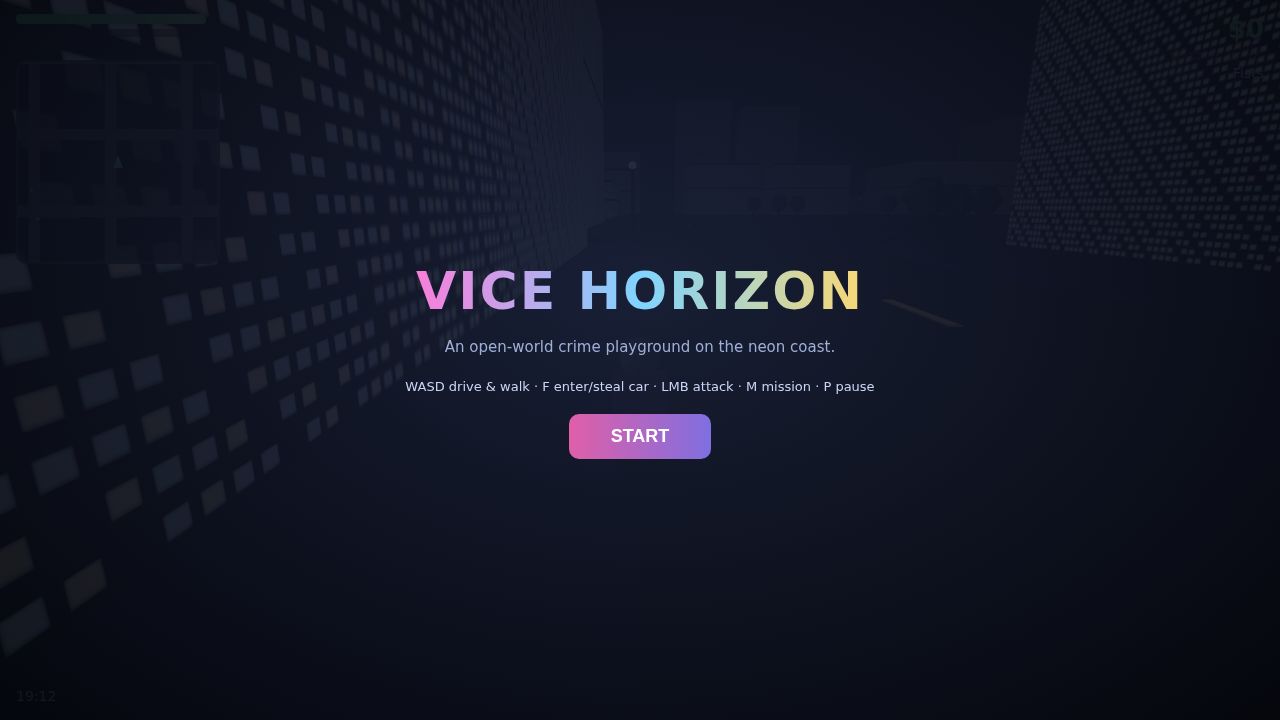 $0
VICE HORIZON
An open-world crime playground on the neon coast.
WASD drive & walk · F enter/steal car · LMB attack · M mission · P pause
START
19:12